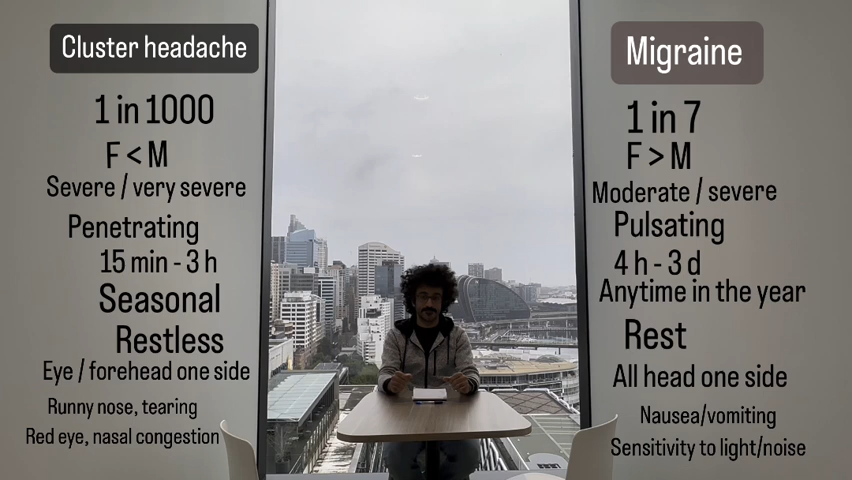 Cluster headache
1 in 1000
F < M
Severe / very severe
Penetrating
15 min - 3 h
Seasonal
Restless
Eye / forehead one side
Runny nose, tearing
Red eye, nasal congestion
Migraine
1 in 7
F > M
Moderate / severe
Pulsating
4 h - 3 d
Anytime in the year
Rest
All head one side
Nausea/vomiting
Sensitivity to light/noise